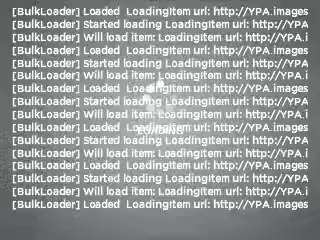 [BulkLoader] Loaded LoadingItem url: http://YPA.images
[BulkLoader] Started loading LoadingItem url: http://YPA
[BulkLoader] Will load item: LoadingItem url: http://YPA.i
[BulkLoader] Loaded LoadingItem url: http://YPA.images
[BulkLoader] Started loading LoadingItem url: http://YPA
[BulkLoader] Will load item: LoadingItem url: http://YPA.i
[BulkLoader] Loaded LoadingItem url: http://YPA.images
[BulkLoader] Started loading LoadingItem url: http://YPA
[BulkLoader] Will load item: LoadingItem url: http://YPA.i
[BulkLoader] Loaded LoadingItem url: http://YPA.images
[BulkLoader] Started loading LoadingItem url: http://YPA
[BulkLoader] Will load item: LoadingItem url: http://YPA.i
[BulkLoader] Loaded LoadingItem url: http://YPA.images
[BulkLoader] Started loading LoadingItem url: http://YPA
[BulkLoader] Will load item: LoadingItem url: http://YPA.i
[BulkLoader] Loaded LoadingItem url: http://YPA.images